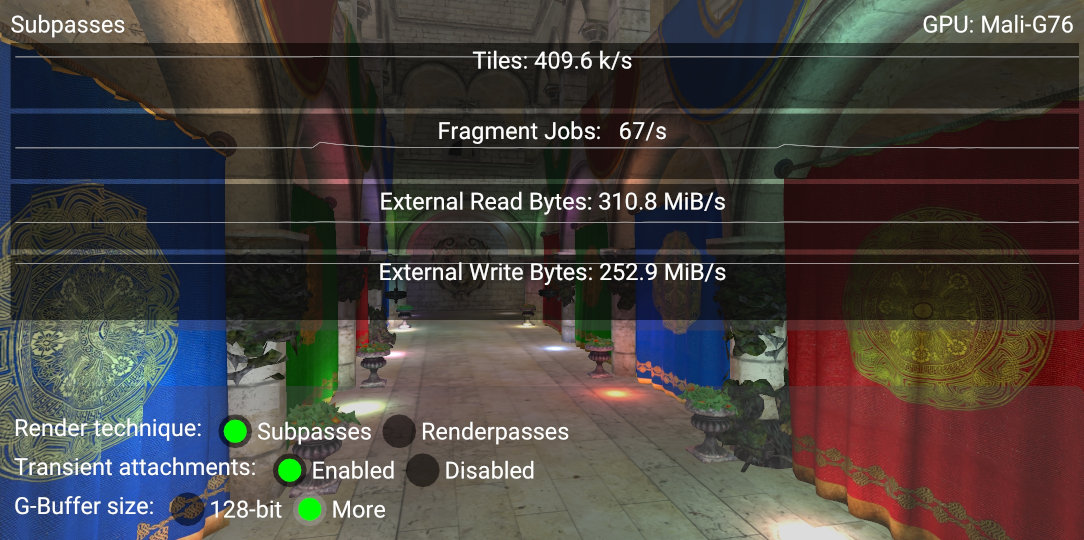 Subpasses
GPU: Mali-G76
Tiles: 409.6 k/s
Fragment Jobs: 67/s
External Read Bytes: 310.8 MiB/s
External Write Bytes: 252.9 MiB/s
Render technique: Subpasses Renderpasses
Transient attachments: Enabled Disabled
G-Buffer size: 128-bit More